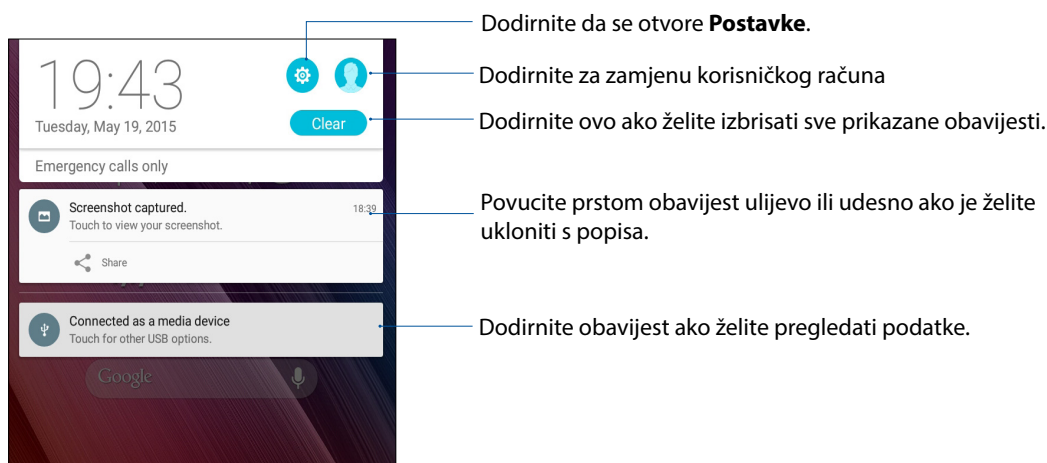 Dodirnite da se otvore Postavke.
19:43
Dodirnite za zamjenu korisničkog računa
Tuesday, May 19, 2015
Clear
Dodirnite ovo ako želite izbrisati sve prikazane obavijesti.
Emergency calls only
Screenshot captured.
18:39
Touch to view your screenshot.
Share
Povucite prstom obavijest ulijevo ili udesno ako je želite
ukloniti s popisa.
Connected as a media device
Touch for other USB options.
Dodirnite obavijest ako želite pregledati podatke.
Google